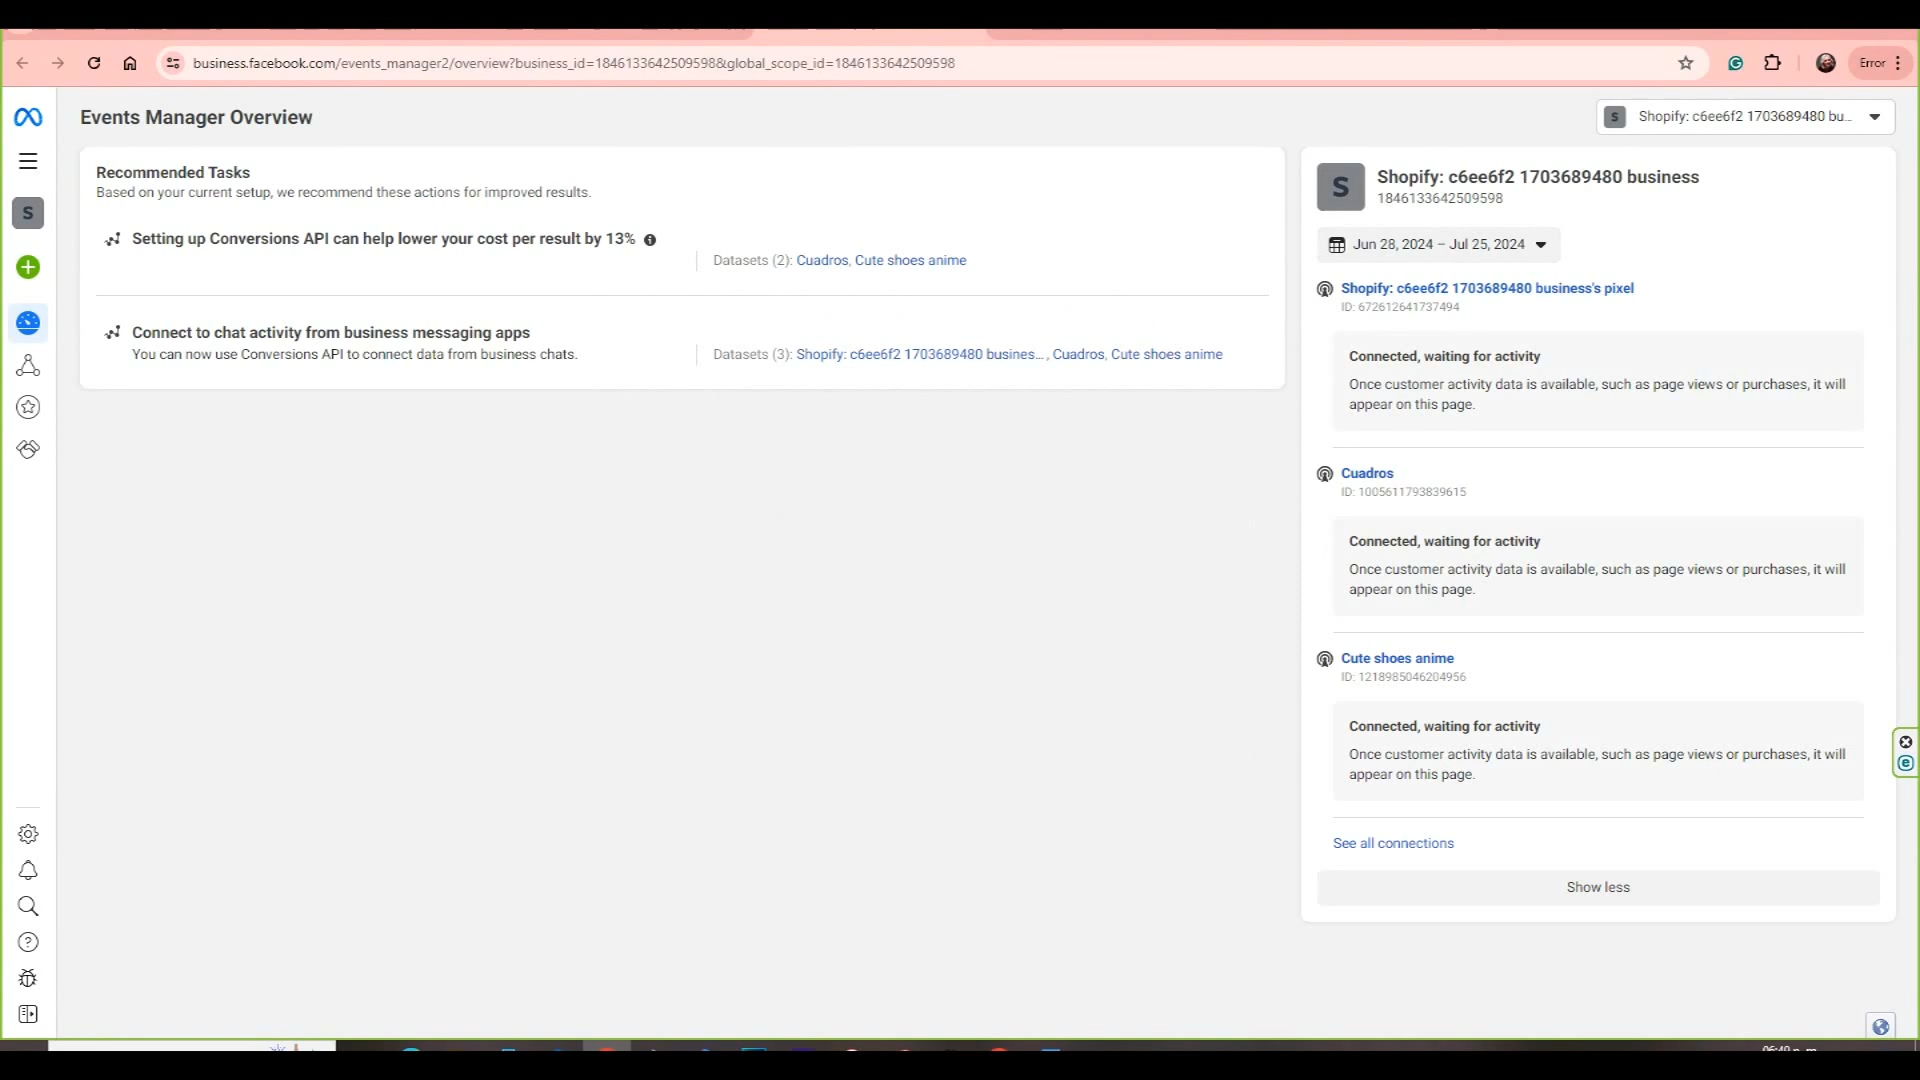 business.facebook.com/events_manager2/overview?business_id=1846133642509598&global_scope_id=1846133642509598
Error
Events Manager Overview
S
Shopify: c6ee6f2 1703689480 bu...
S
Recommended Tasks
Based on your current setup, we recommend these actions for improved results.
Setting up Conversions API can help lower your cost per result by 13%
Datasets (2): Cuadros, Cute shoes anime
Connect to chat activity from business messaging apps
You can now use Conversions API to connect data from business chats.
Datasets (3): Shopify: c6ee6f2 1703689480 busines... , Cuadros, Cute shoes anime
S
Shopify: c6ee6f2 1703689480 business
1846133642509598
Jun 28, 2024 – Jul 25, 2024
Shopify: c6ee6f2 1703689480 business's pixel
ID: 672612641737494
Connected, waiting for activity
Once customer activity data is available, such as page views or purchases, it will
appear on this page.
Cuadros
ID: 1005611793839615
Connected, waiting for activity
Once customer activity data is available, such as page views or purchases, it will
appear on this page.
Cute shoes anime
ID: 1218985046204956
Connected, waiting for activity
Once customer activity data is available, such as page views or purchases, it will
appear on this page.
See all connections
Show less